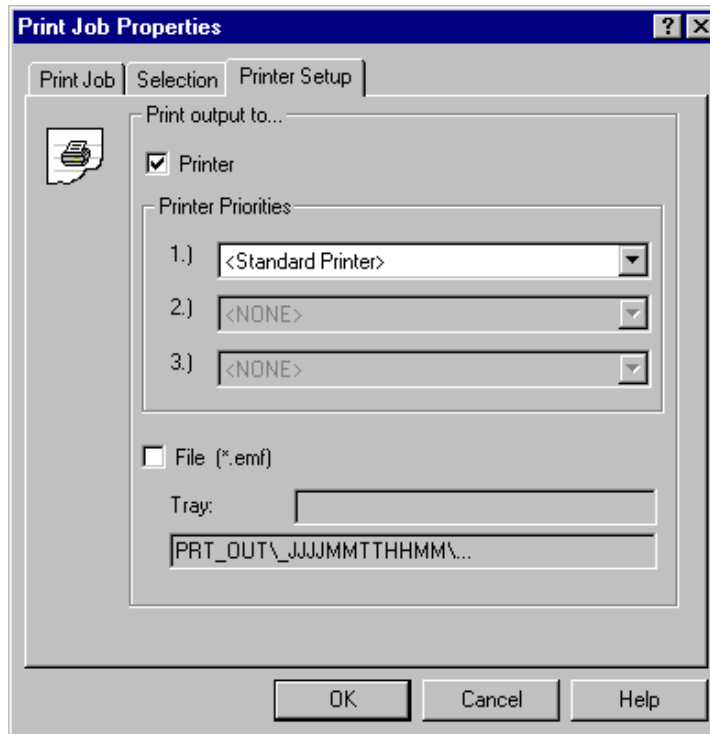 Print Job Properties
Print Job Selection Printer Setup
Print output to...
Printer
Printer Priorities
1.) <Standard Printer>
2.) <NONE>
3.) <NONE>
File (*.emf)
Tray:
PRT_OUT\_JJJJMMTTHHMM\...
OK Cancel Help